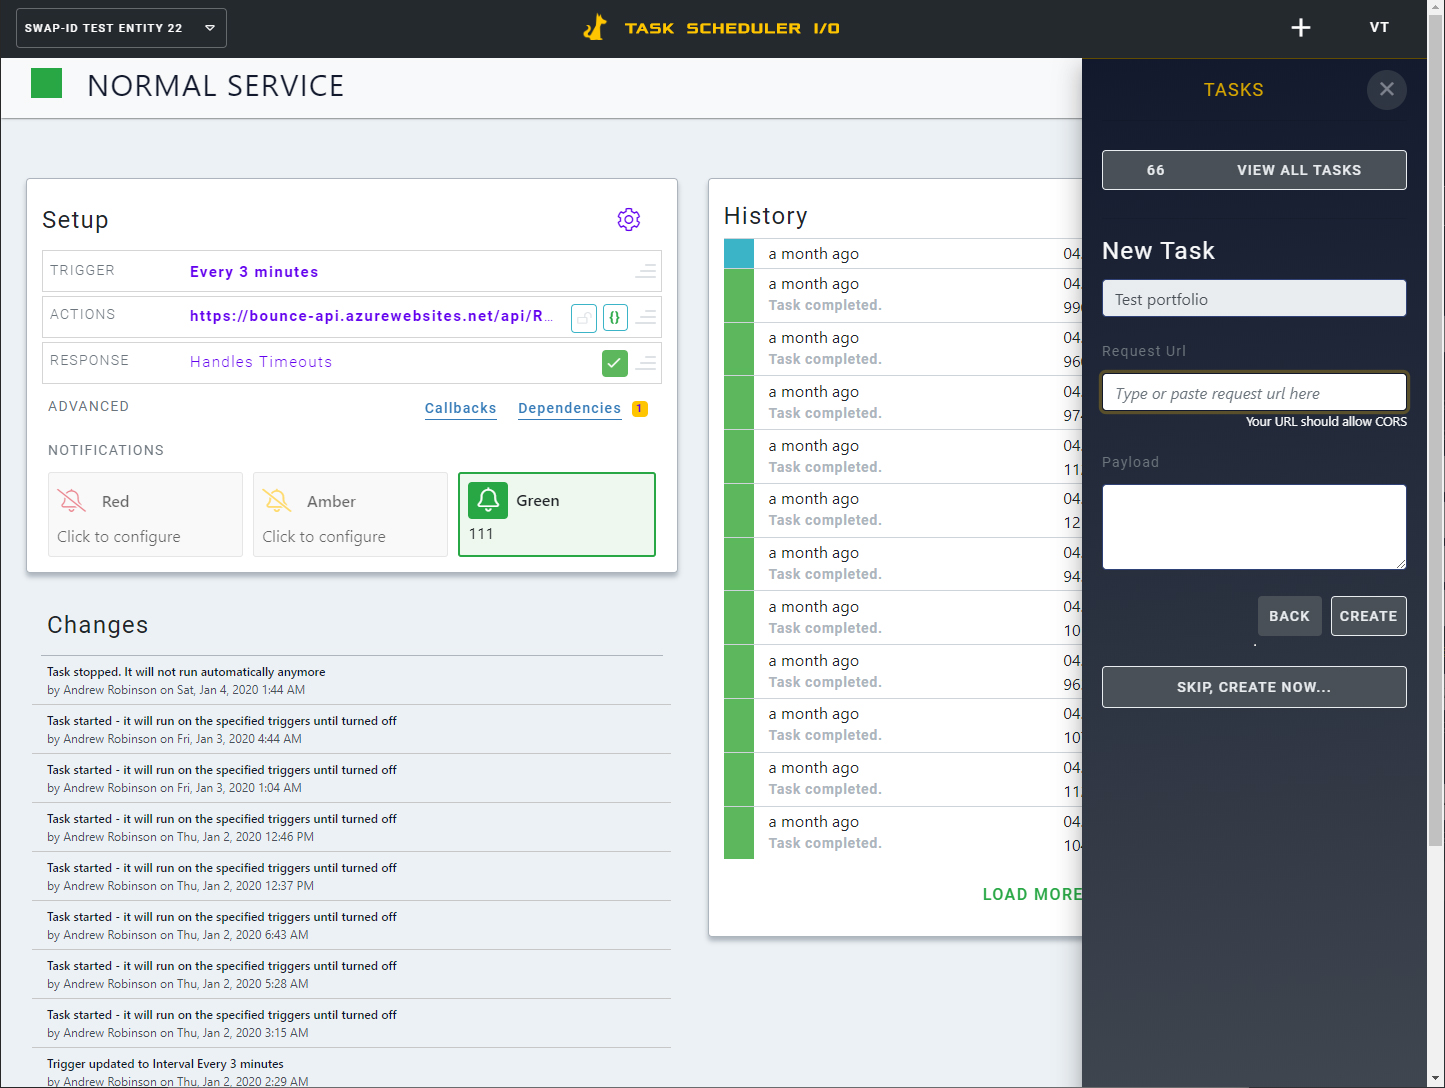 SWAP-ID TEST ENTITY 22
TASK SCHEDULER I/O
VT
NORMAL SERVICE
Setup
TRIGGER
Every 3 minutes
ACTIONS
https://bounce-api.azurewebsites.net/api/R...
{}
RESPONSE
Handles Timeouts
ADVANCED
Callbacks
Dependencies
1
NOTIFICATIONS
Red
Click to configure
Amber
Click to configure
Green
111
Changes
Task stopped. It will not run automatically anymore
by Andrew Robinson on Sat, Jan 4, 2020 1:44 AM
Task started - it will run on the specified triggers until turned off
by Andrew Robinson on Fri, Jan 3, 2020 4:44 AM
Task started - it will run on the specified triggers until turned off
by Andrew Robinson on Fri, Jan 3, 2020 1:04 AM
Task started - it will run on the specified triggers until turned off
by Andrew Robinson on Thu, Jan 2, 2020 12:46 PM
Task started - it will run on the specified triggers until turned off
by Andrew Robinson on Thu, Jan 2, 2020 12:37 PM
Task started - it will run on the specified triggers until turned off
by Andrew Robinson on Thu, Jan 2, 2020 6:43 AM
Task started - it will run on the specified triggers until turned off
by Andrew Robinson on Thu, Jan 2, 2020 5:28 AM
Task started - it will run on the specified triggers until turned off
by Andrew Robinson on Thu, Jan 2, 2020 3:15 AM
Trigger updated to Interval Every 3 minutes
by Andrew Robinson on Thu, Jan 2, 2020 2:29 AM
History
a month ago 04.
a month ago 04.
Task completed. 990
a month ago 04.
Task completed. 960
a month ago 04.
Task completed. 974
a month ago 04.
Task completed. 11.
a month ago 04.
Task completed. 12
a month ago 04.
Task completed. 94
a month ago 04.
Task completed. 10
a month ago 04.
Task completed. 96
a month ago 04.
Task completed. 107
a month ago 04.
Task completed. 11.
a month ago 04.
Task completed. 104
LOAD MORE
TASKS
66 VIEW ALL TASKS
New Task
Test portfolio
Request Url
Type or paste request url here
Your URL should allow CORS
Payload
BACK
CREATE
SKIP, CREATE NOW...